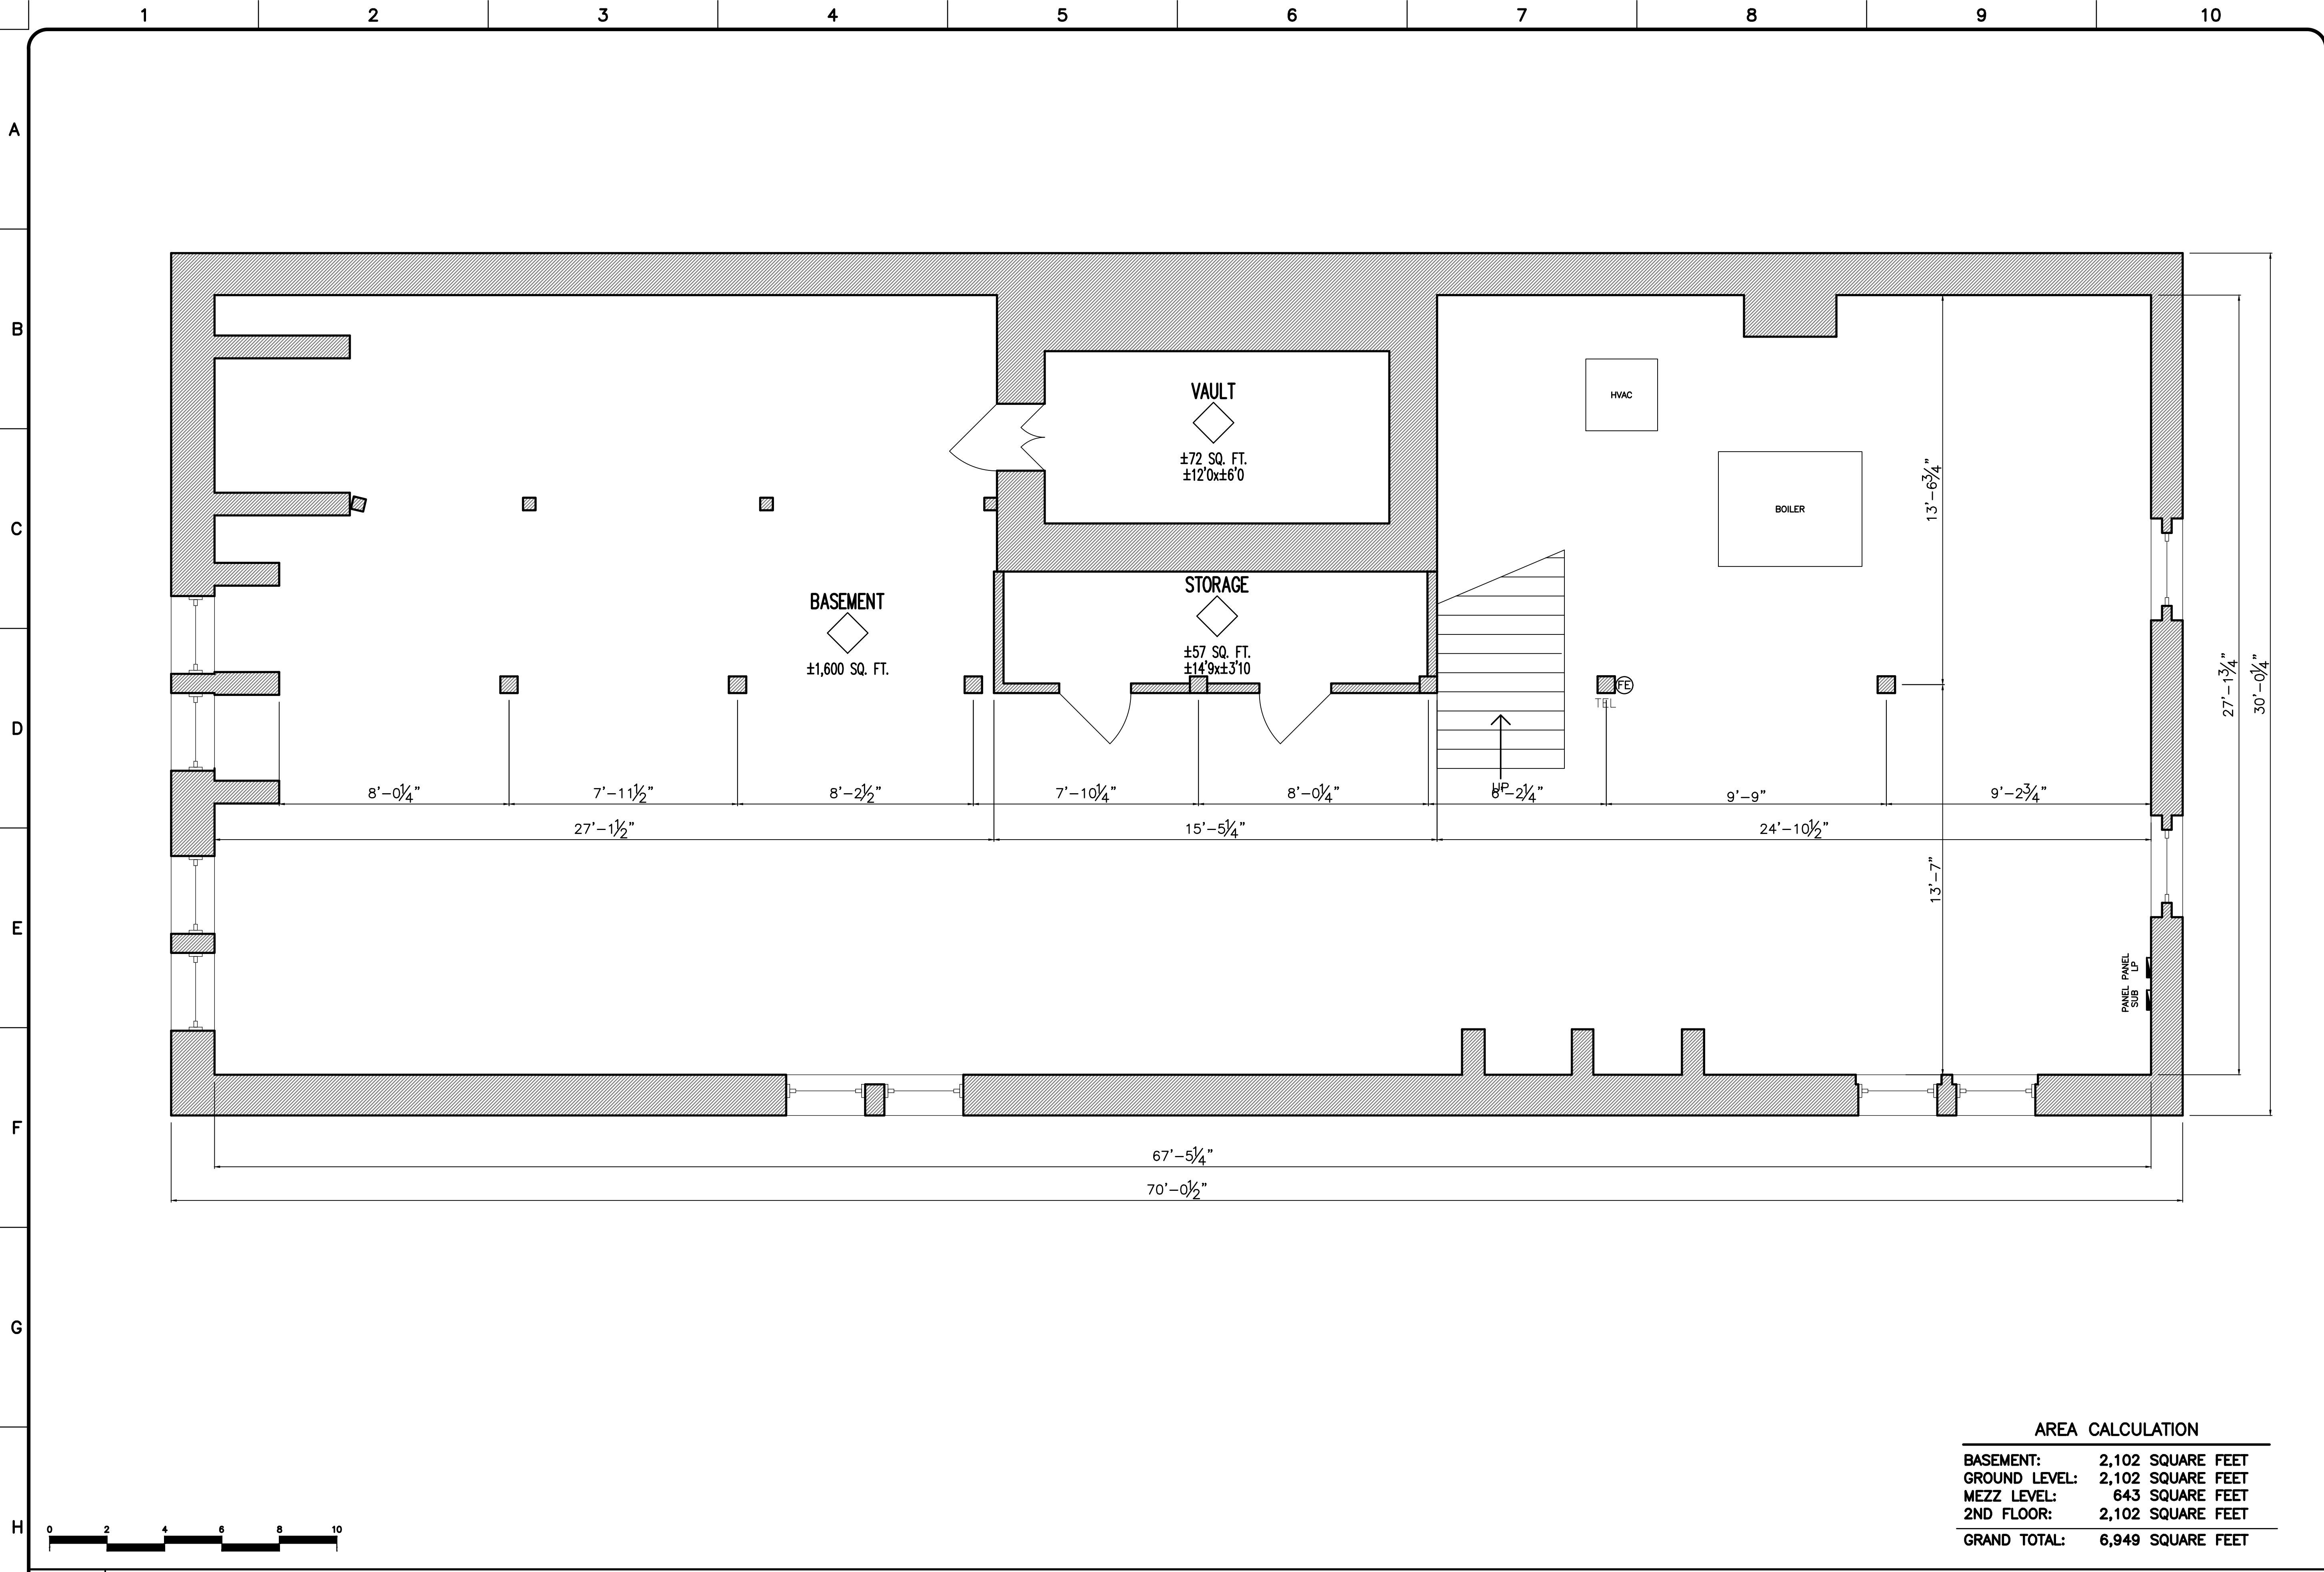 1 2 3 4 5 6 7 8 9 10
A
B
C
D
E
F
G
H
VAULT
±72 SQ. FT.
±12'0x±6'0
HVAC
BOILER
13'-6¾"
STORAGE
±57 SQ. FT.
±14'9x±3'10
BASEMENT
±1,600 SQ. FT.
FE
TEL
27'-1¾"
30'-0¼"
UP
8'-0¼" 7'-11½" 8'-2½" 7'-10¼" 8'-0¼" 6'-2¼" 9'-9" 9'-2¾"
27'-1½" 15'-5¼" 24'-10½"
13'-7"
PANEL
LP
PANEL
SUB
67'-5¼"
70'-0½"
AREA CALCULATION
BASEMENT: 2,102 SQUARE FEET
GROUND LEVEL: 2,102 SQUARE FEET
MEZZ LEVEL: 643 SQUARE FEET
2ND FLOOR: 2,102 SQUARE FEET
GRAND TOTAL: 6,949 SQUARE FEET
0 2 4 6 8 10